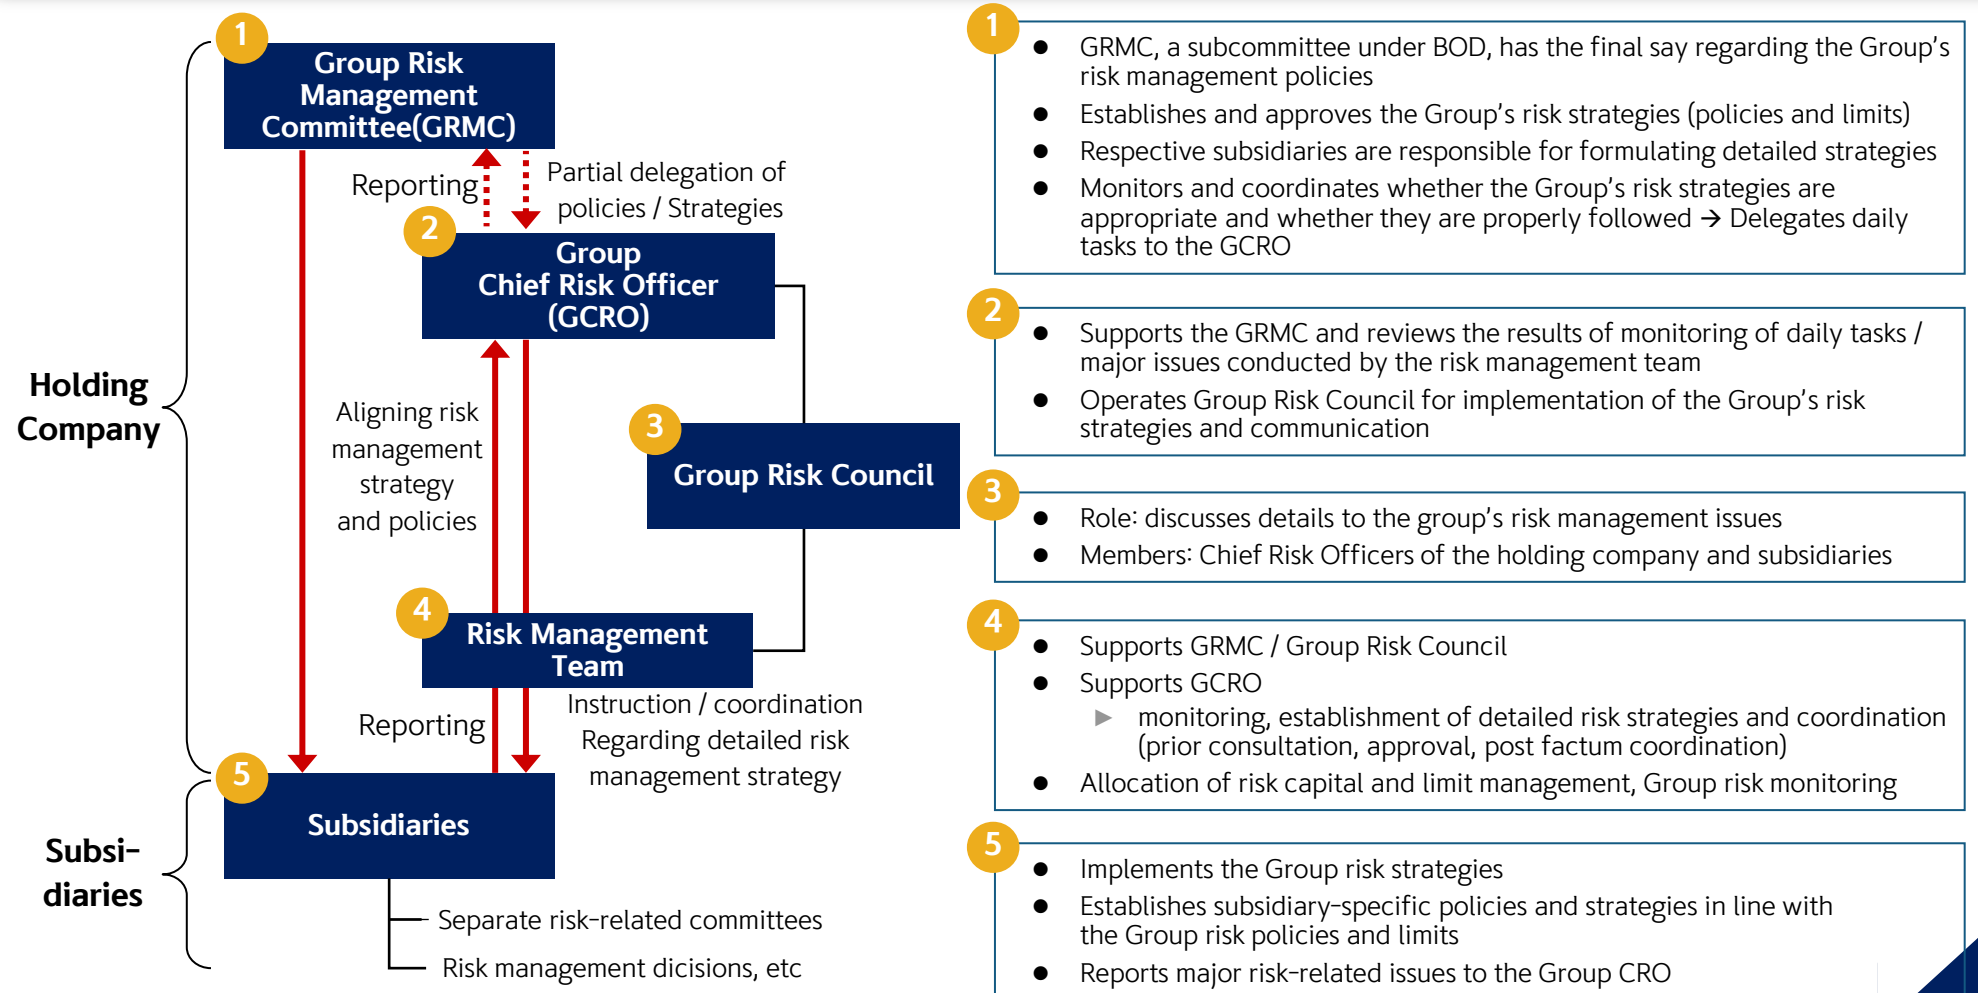 1
Group Risk
Management
Committee(GRMC)
Reporting
Partial delegation of
policies / Strategies
2
Group
Chief Risk Officer
(GCRO)
Holding
Company
Aligning risk
management
strategy
and policies
3
Group Risk Council
4
Risk Management
Team
Reporting
Instruction / coordination
Regarding detailed risk
management strategy
5
Subsidiaries
Subsi-
diaries
Separate risk-related committees
Risk management dicisions, etc
1
● GRMC, a subcommittee under BOD, has the final say regarding the Group's
risk management policies
● Establishes and approves the Group's risk strategies (policies and limits)
● Respective subsidiaries are responsible for formulating detailed strategies
● Monitors and coordinates whether the Group's risk strategies are
appropriate and whether they are properly followed → Delegates daily
tasks to the GCRO
2
● Supports the GRMC and reviews the results of monitoring of daily tasks /
major issues conducted by the risk management team
● Operates Group Risk Council for implementation of the Group's risk
strategies and communication
3
● Role: discusses details to the group's risk management issues
● Members: Chief Risk Officers of the holding company and subsidiaries
4
● Supports GRMC / Group Risk Council
● Supports GCRO
► monitoring, establishment of detailed risk strategies and coordination
(prior consultation, approval, post factum coordination)
● Allocation of risk capital and limit management, Group risk monitoring
5
● Implements the Group risk strategies
● Establishes subsidiary-specific policies and strategies in line with
the Group risk policies and limits
● Reports major risk-related issues to the Group CRO